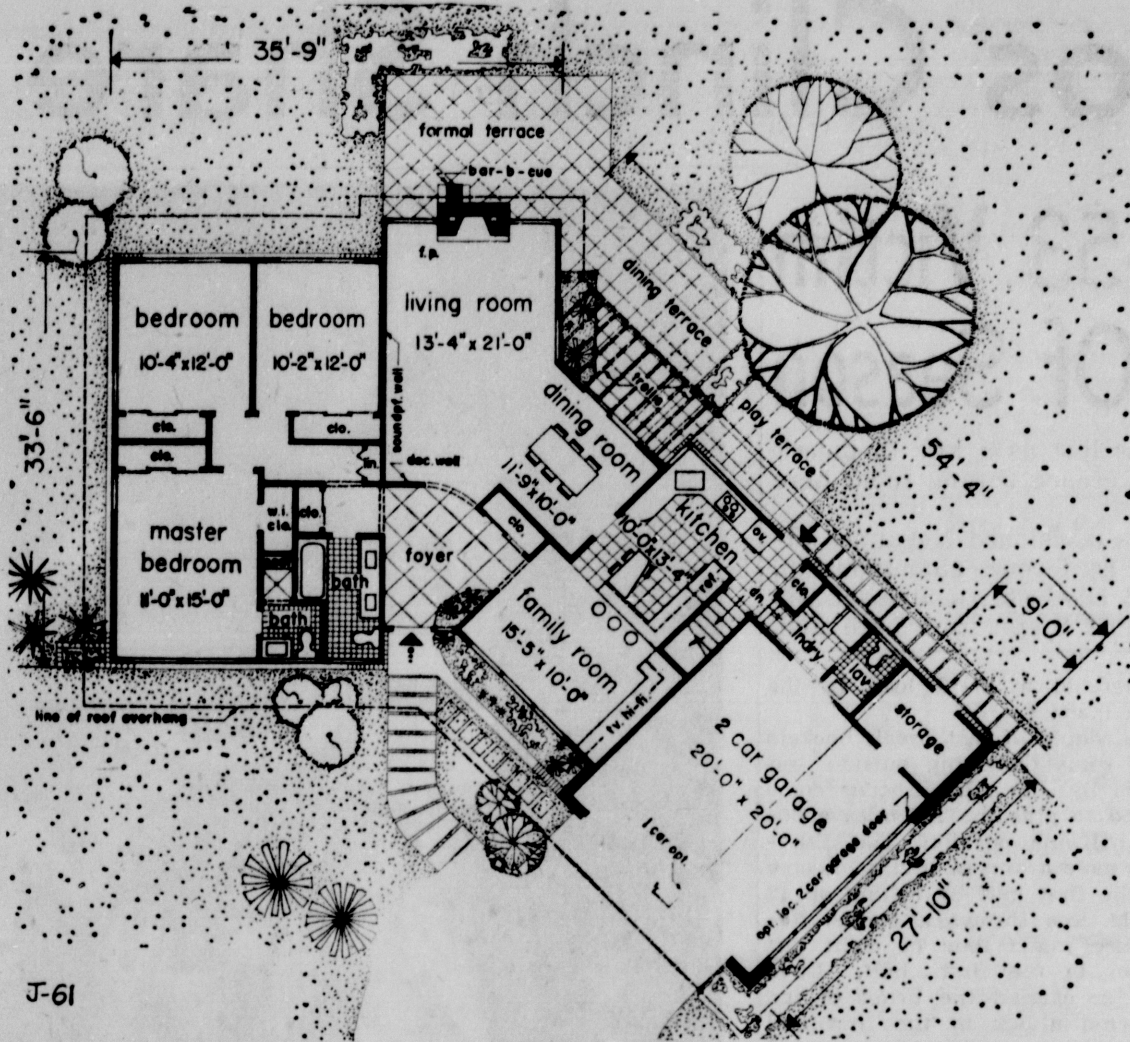 35'-9"
formal terrace
bar-b-cue
f.p.
living room
13'-4" x 21'-0"
bedroom
10'-4" x 12'-0"
bedroom
10'-2" x 12'-0"
dining terrace
33'-6"
soundpf. wall
trellis
play terrace
dining room
11'-9" x 10'-0"
54'-4"
clo.
clo.
clo.
lin.
dec. wall
kitchen
10'-0" x 13'-4"
ov.
ref.
dn.
clo.
master
bedroom
11'-0" x 15'-0"
w.i.
clo.
clo.
bath
bath
foyer
clo.
family room
15'-5" x 10'-0"
tv. hi-fi
lndry
lav.
storage
9'-0"
line of roof overhang
2 car garage
20'-0" x 20'-0"
1 car opt.
opt. loc. 2 car garage door
27'-10"
J-61